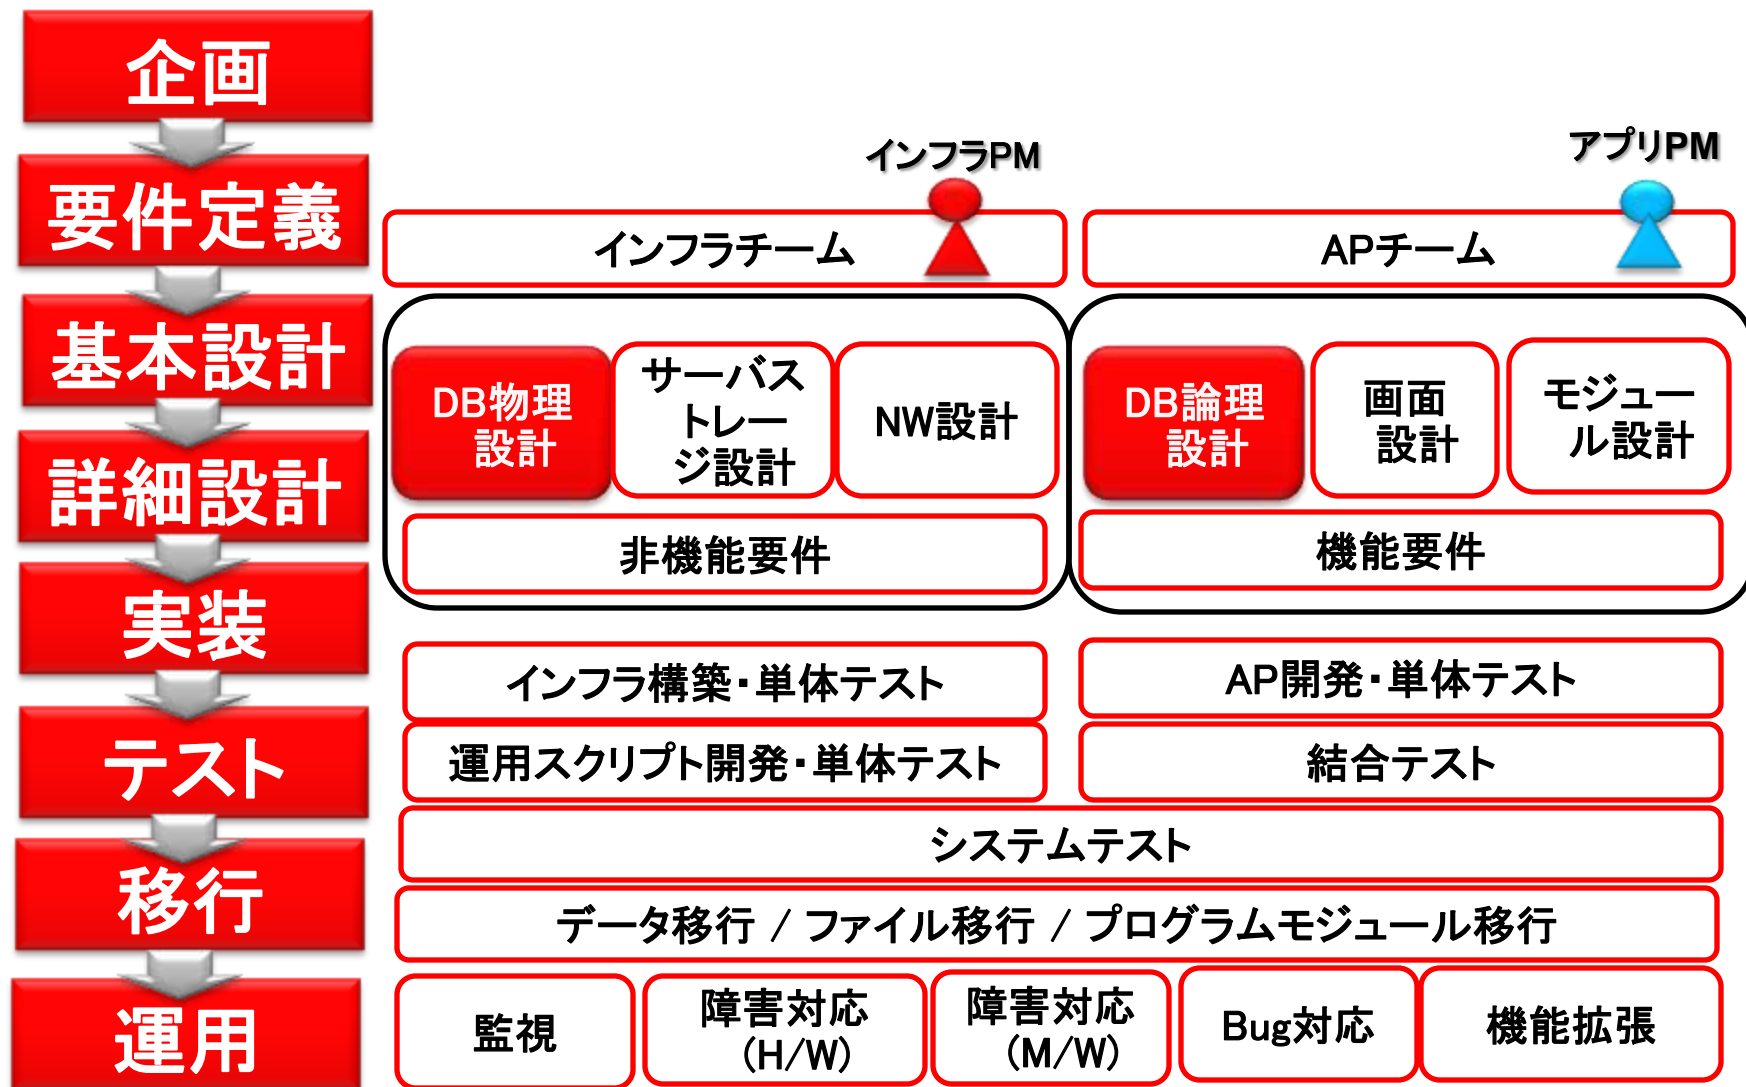 企画
要件定義
基本設計
詳細設計
実装
テスト
移行
運用
インフラPM
アプリPM
インフラチーム
APチーム
DB物理
設計
サーバス
トレー
ジ設計
NW設計
DB論理
設計
画面
設計
モジュー
ル設計
非機能要件
機能要件
インフラ構築・単体テスト
AP開発・単体テスト
運用スクリプト開発・単体テスト
結合テスト
システムテスト
データ移行 / ファイル移行 / プログラムモジュール移行
監視
障害対応
(H/W)
障害対応
(M/W)
Bug対応
機能拡張